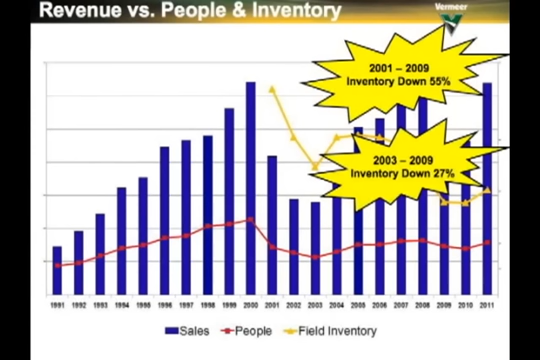 Revenue vs. People & Inventory
Vermeer
2001 – 2009
Inventory Down 55%
2003 – 2009
Inventory Down 27%
1991 1992 1993 1994 1995 1996 1997 1998 1999 2000 2001 2002 2003 2004 2005 2006 2007 2008 2009 2010 2011
Sales People Field Inventory